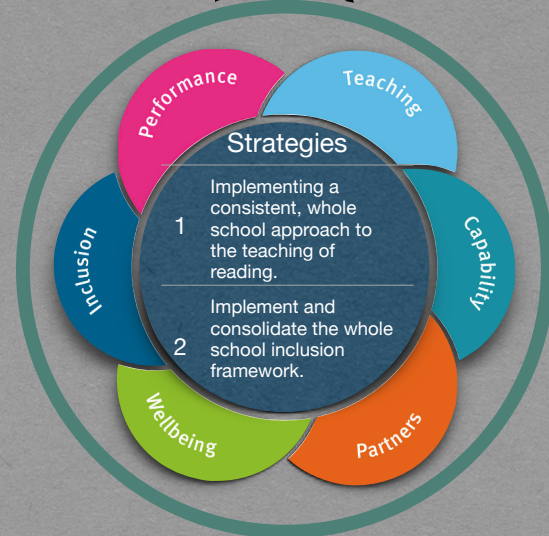 Performance
Teaching
Strategies
1
Implementing a
consistent, whole
school approach to
the teaching of
reading.
Inclusion
Capability
2
Implement and
consolidate the whole
school inclusion
framework.
Wellbeing
Partners